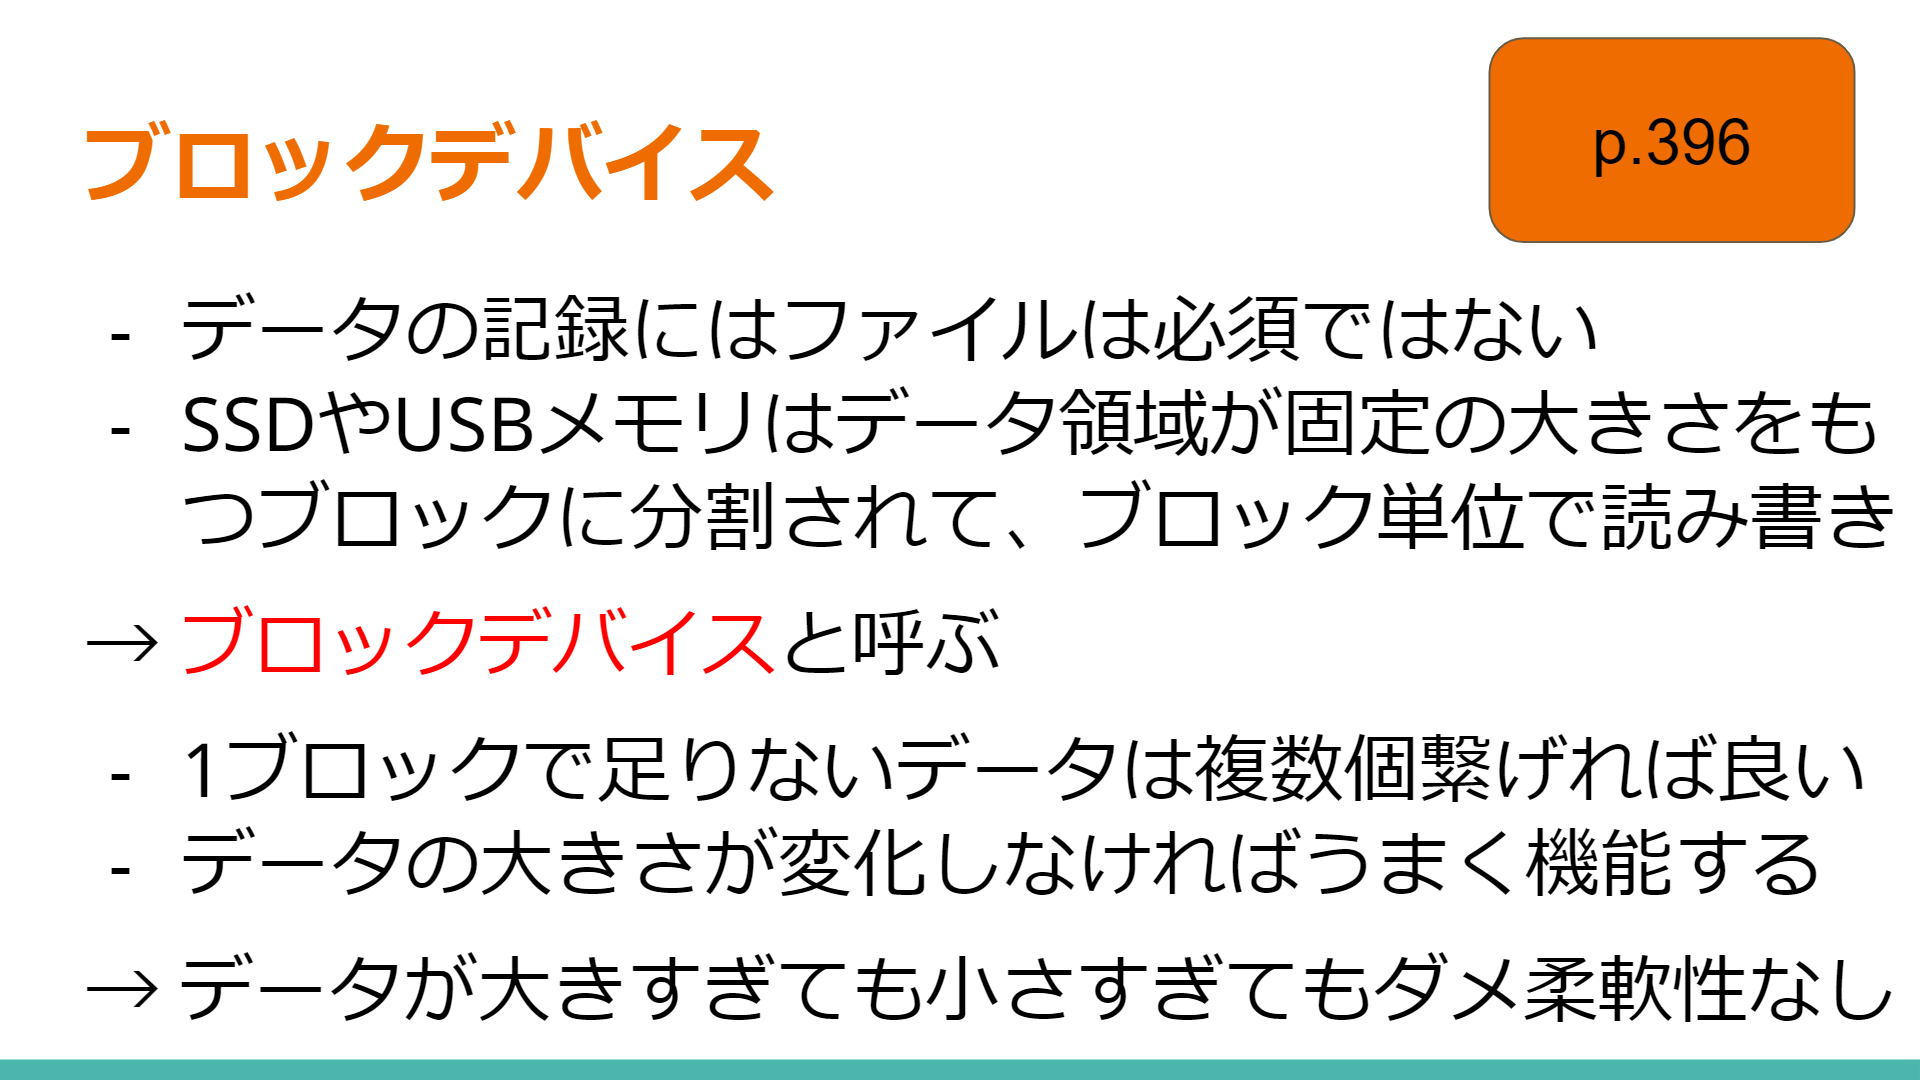 ブロックデバイス
p.396
- データの記録にはファイルは必須ではない
- SSDやUSBメモリはデータ領域が固定の大きさをも
つブロックに分割されて、ブロック単位で読み書き
→ ブロックデバイスと呼ぶ
- 1ブロックで足りないデータは複数個繋げれば良い
- データの大きさが変化しなければうまく機能する
→ データが大きすぎても小さすぎてもダメ柔軟性なし